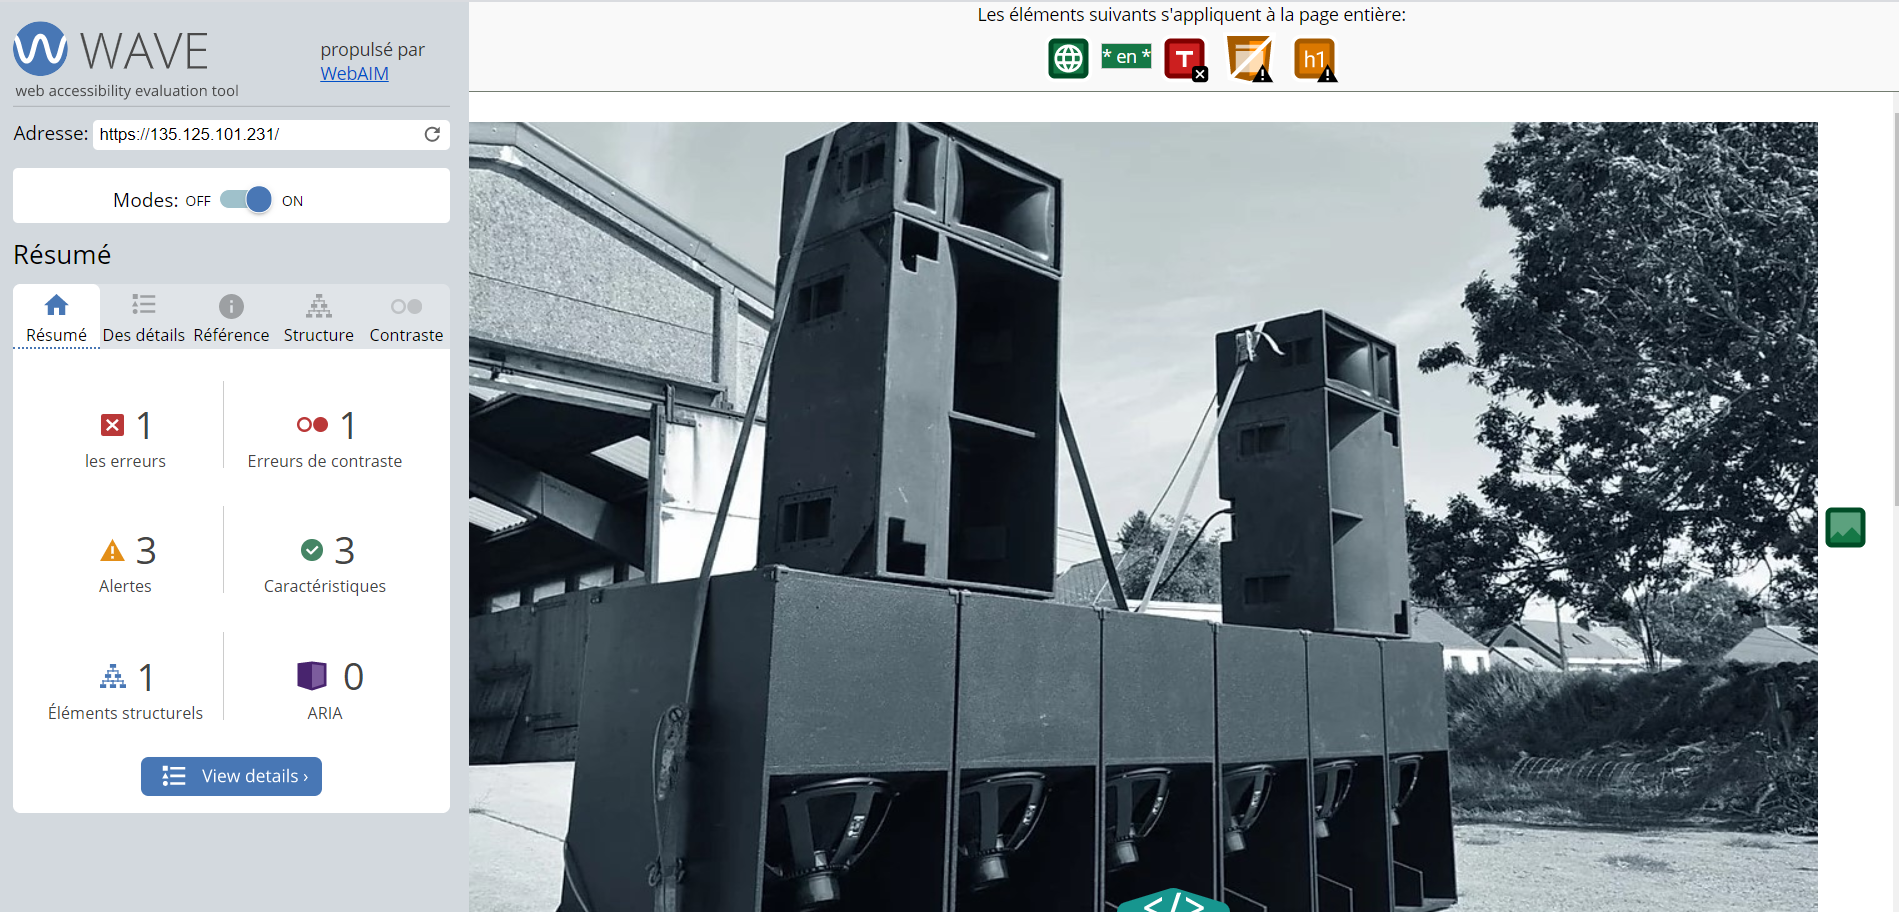 WAVE
propulsé par
WebAIM
web accessibility evaluation tool
Adresse: https://135.125.101.231/
Modes: OFF ON
Résumé
Résumé Des détails Référence Structure Contraste
1
les erreurs
1
Erreurs de contraste
3
Alertes
3
Caractéristiques
1
Éléments structurels
0
ARIA
View details ›
Les éléments suivants s'appliquent à la page entière:
* en * T h1
</>